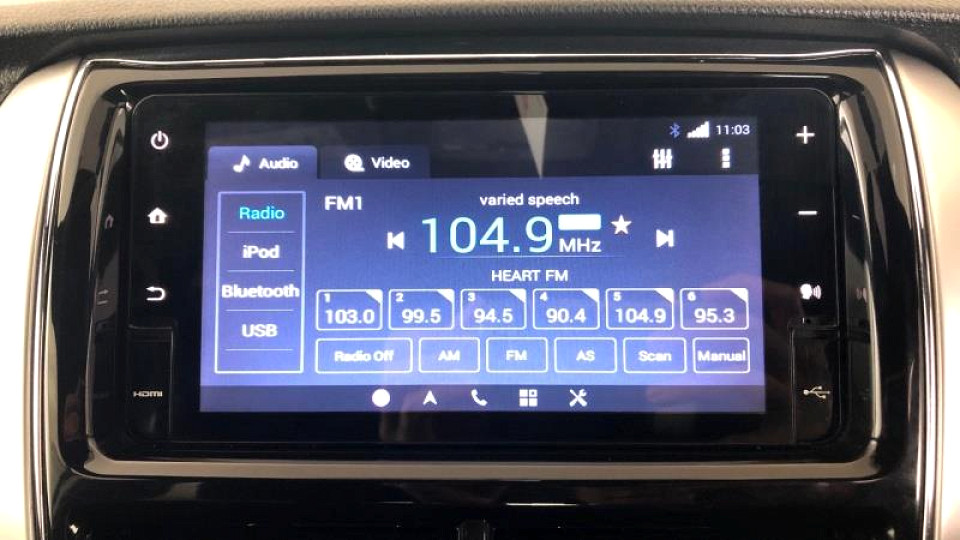 11:03
Audio
Video
Radio
iPod
Bluetooth
USB
FM1
varied speech
104.9
MHz
HEART FM
1 103.0
2 99.5
3 94.5
4 90.4
5 104.9
6 95.3
Radio Off
AM
FM
AS
Scan
Manual
HDMI